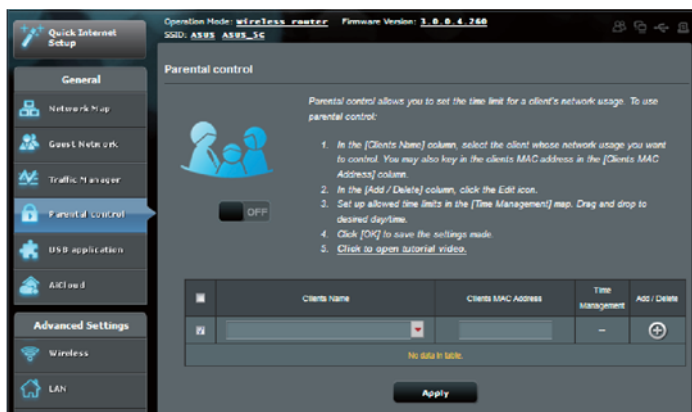 Quick Internet
Setup
Operation Mode: Wireless router Firmware Version: 3.0.0.4.260
SSID: ASUS ASUS_5G
General
Network Map
Guest Network
Traffic Manager
Parental control
USB application
AiCloud
Advanced Settings
Wireless
LAN
Parental control
Parental control allows you to set the time limit for a client's network usage. To use
parental control:
1. In the [Clients Name] column, select the client whose network usage you want
to control. You may also key in the clients MAC address in the [Clients MAC
Address] column.
2. In the [Add / Delete] column, click the Edit icon.
3. Set up allowed time limits in the [Time Management] map. Drag and drop to
desired day/time.
4. Click [OK] to save the settings made.
5. Click to open tutorial video.
OFF
Clients Name Clients MAC Address Time Management Add / Delete
No data in table.
Apply